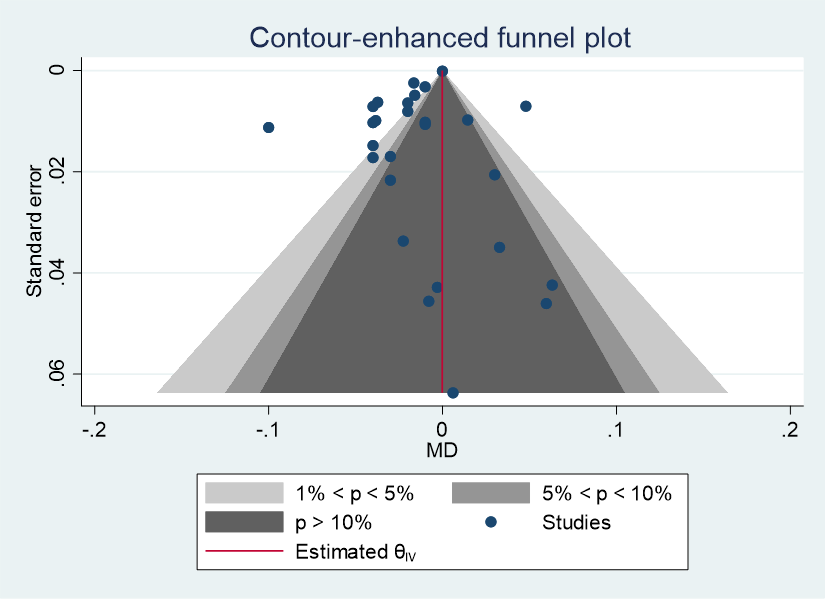 Contour-enhanced funnel plot
Standard error
0
.02
.04
.06
-.2 -.1 0 .1 .2
MD
1% < p < 5% 5% < p < 10%
p > 10% Studies
Estimated θIV